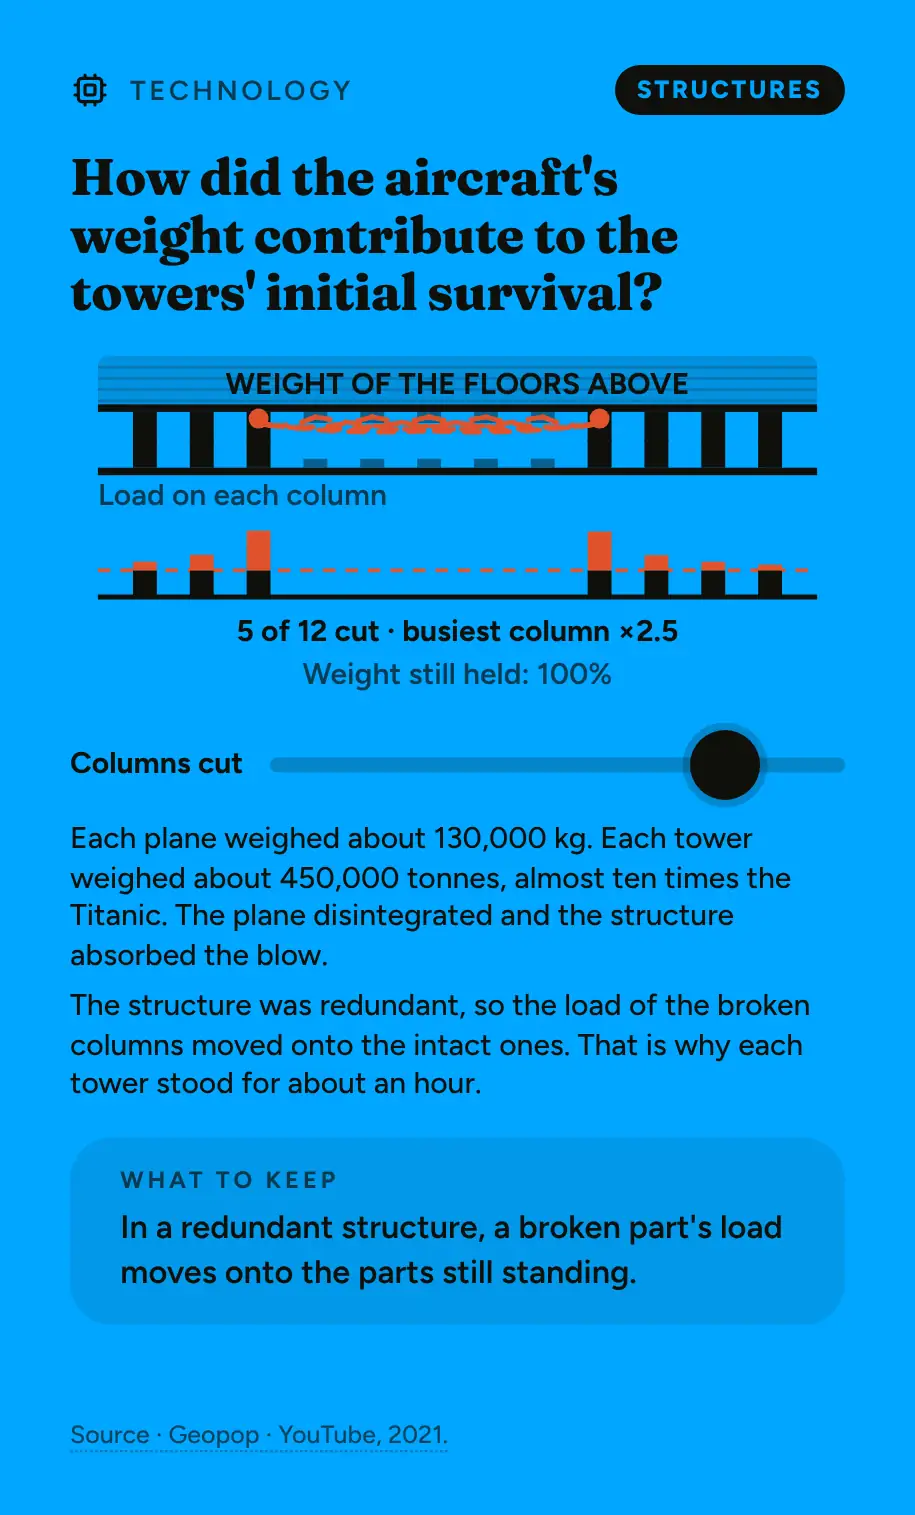 TECHNOLOGY
STRUCTURES
How did the aircraft's
weight contribute to the
towers' initial survival?
WEIGHT OF THE FLOORS ABOVE
Load on each column
5 of 12 cut · busiest column ×2.5
Weight still held: 100%
Columns cut
Each plane weighed about 130,000 kg. Each tower
weighed about 450,000 tonnes, almost ten times the
Titanic. The plane disintegrated and the structure
absorbed the blow.
The structure was redundant, so the load of the broken
columns moved onto the intact ones. That is why each
tower stood for about an hour.
WHAT TO KEEP
In a redundant structure, a broken part's load
moves onto the parts still standing.
Source · Geopop · YouTube, 2021.